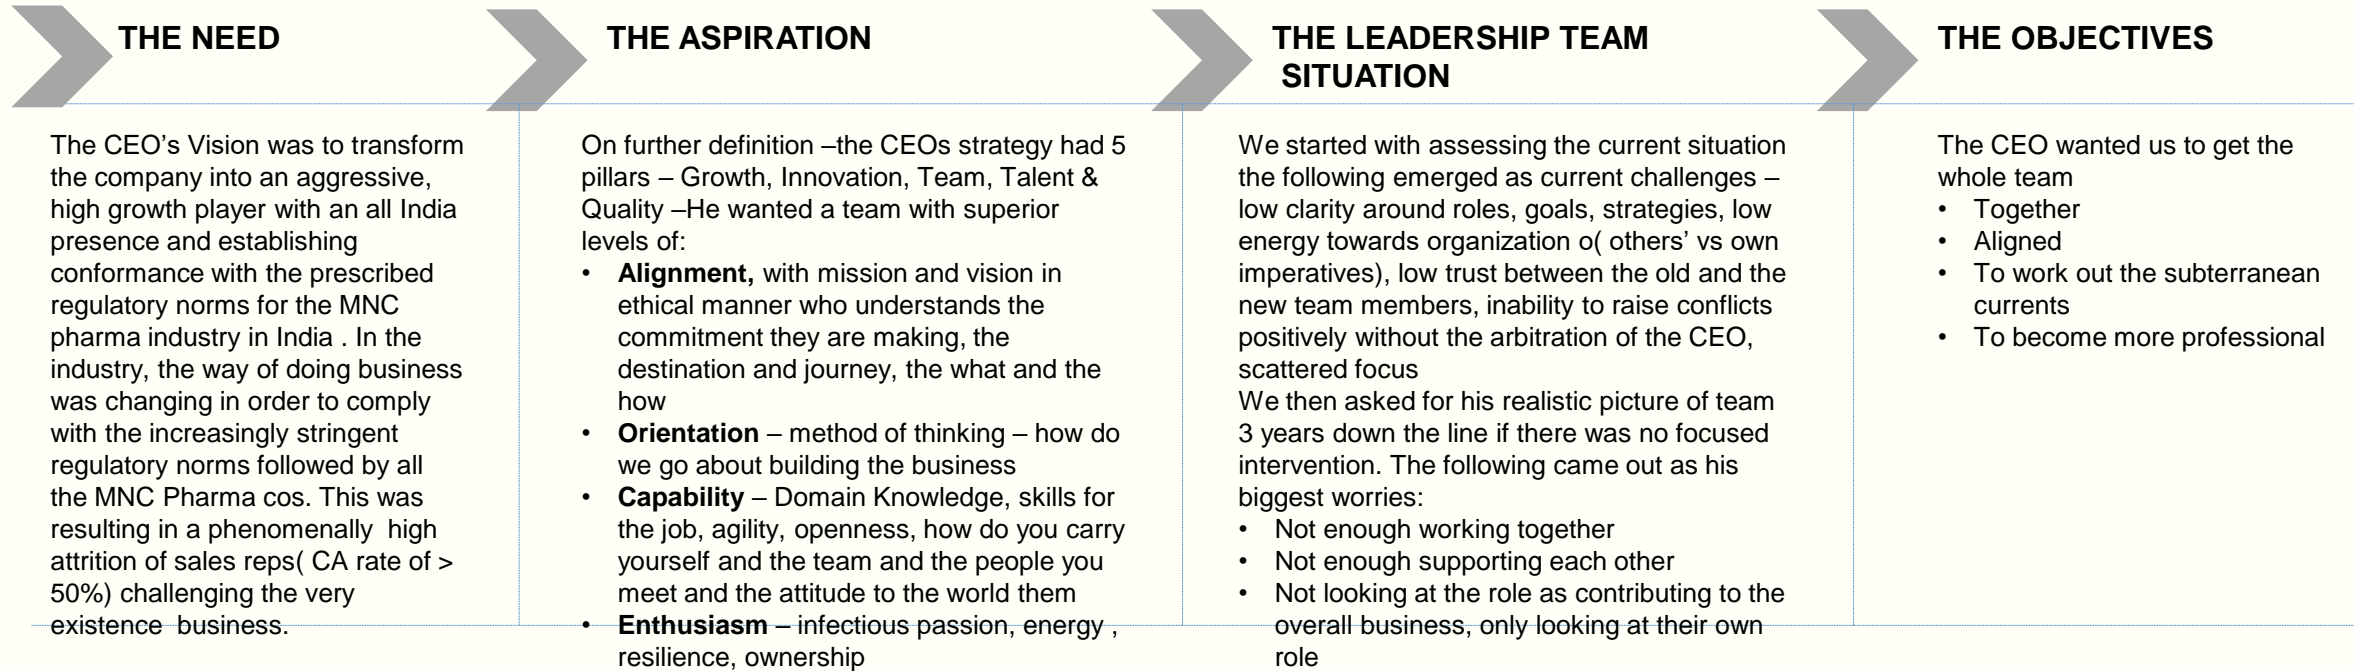 THE NEED
The CEO's Vision was to transform
the company into an aggressive,
high growth player with an all India
presence and establishing
conformance with the prescribed
regulatory norms for the MNC
pharma industry in India . In the
industry, the way of doing business
was changing in order to comply
with the increasingly stringent
regulatory norms followed by all
the MNC Pharma cos. This was
resulting in a phenomenally  high
attrition of sales reps( CA rate of >
50%) challenging the very
existence  business.
THE ASPIRATION
On further definition –the CEOs strategy had 5
pillars – Growth, Innovation, Team, Talent &
Quality –He wanted a team with superior
levels of:
• Alignment, with mission and vision in
ethical manner who understands the
commitment they are making, the
destination and journey, the what and the
how
• Orientation – method of thinking – how do
we go about building the business
• Capability – Domain Knowledge, skills for
the job, agility, openness, how do you carry
yourself and the team and the people you
meet and the attitude to the world them
• Enthusiasm – infectious passion, energy ,
resilience, ownership
THE LEADERSHIP TEAM
SITUATION
We started with assessing the current situation
the following emerged as current challenges –
low clarity around roles, goals, strategies, low
energy towards organization o( others' vs own
imperatives), low trust between the old and the
new team members, inability to raise conflicts
positively without the arbitration of the CEO,
scattered focus
We then asked for his realistic picture of team
3 years down the line if there was no focused
intervention. The following came out as his
biggest worries:
• Not enough working together
• Not enough supporting each other
• Not looking at the role as contributing to the
overall business, only looking at their own
role
THE OBJECTIVES
The CEO wanted us to get the
whole team
• Together
• Aligned
• To work out the subterranean
currents
• To become more professional